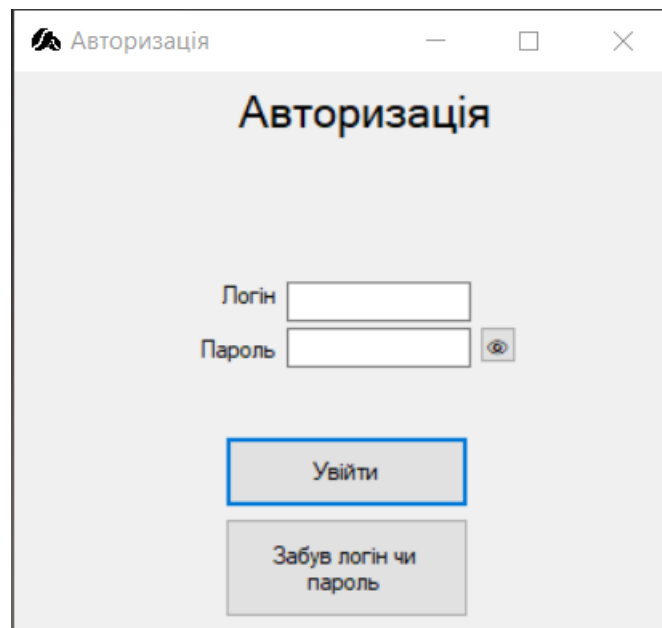 Авторизація
Авторизація
Логін
Пароль
Увійти
Забув логін чи
пароль